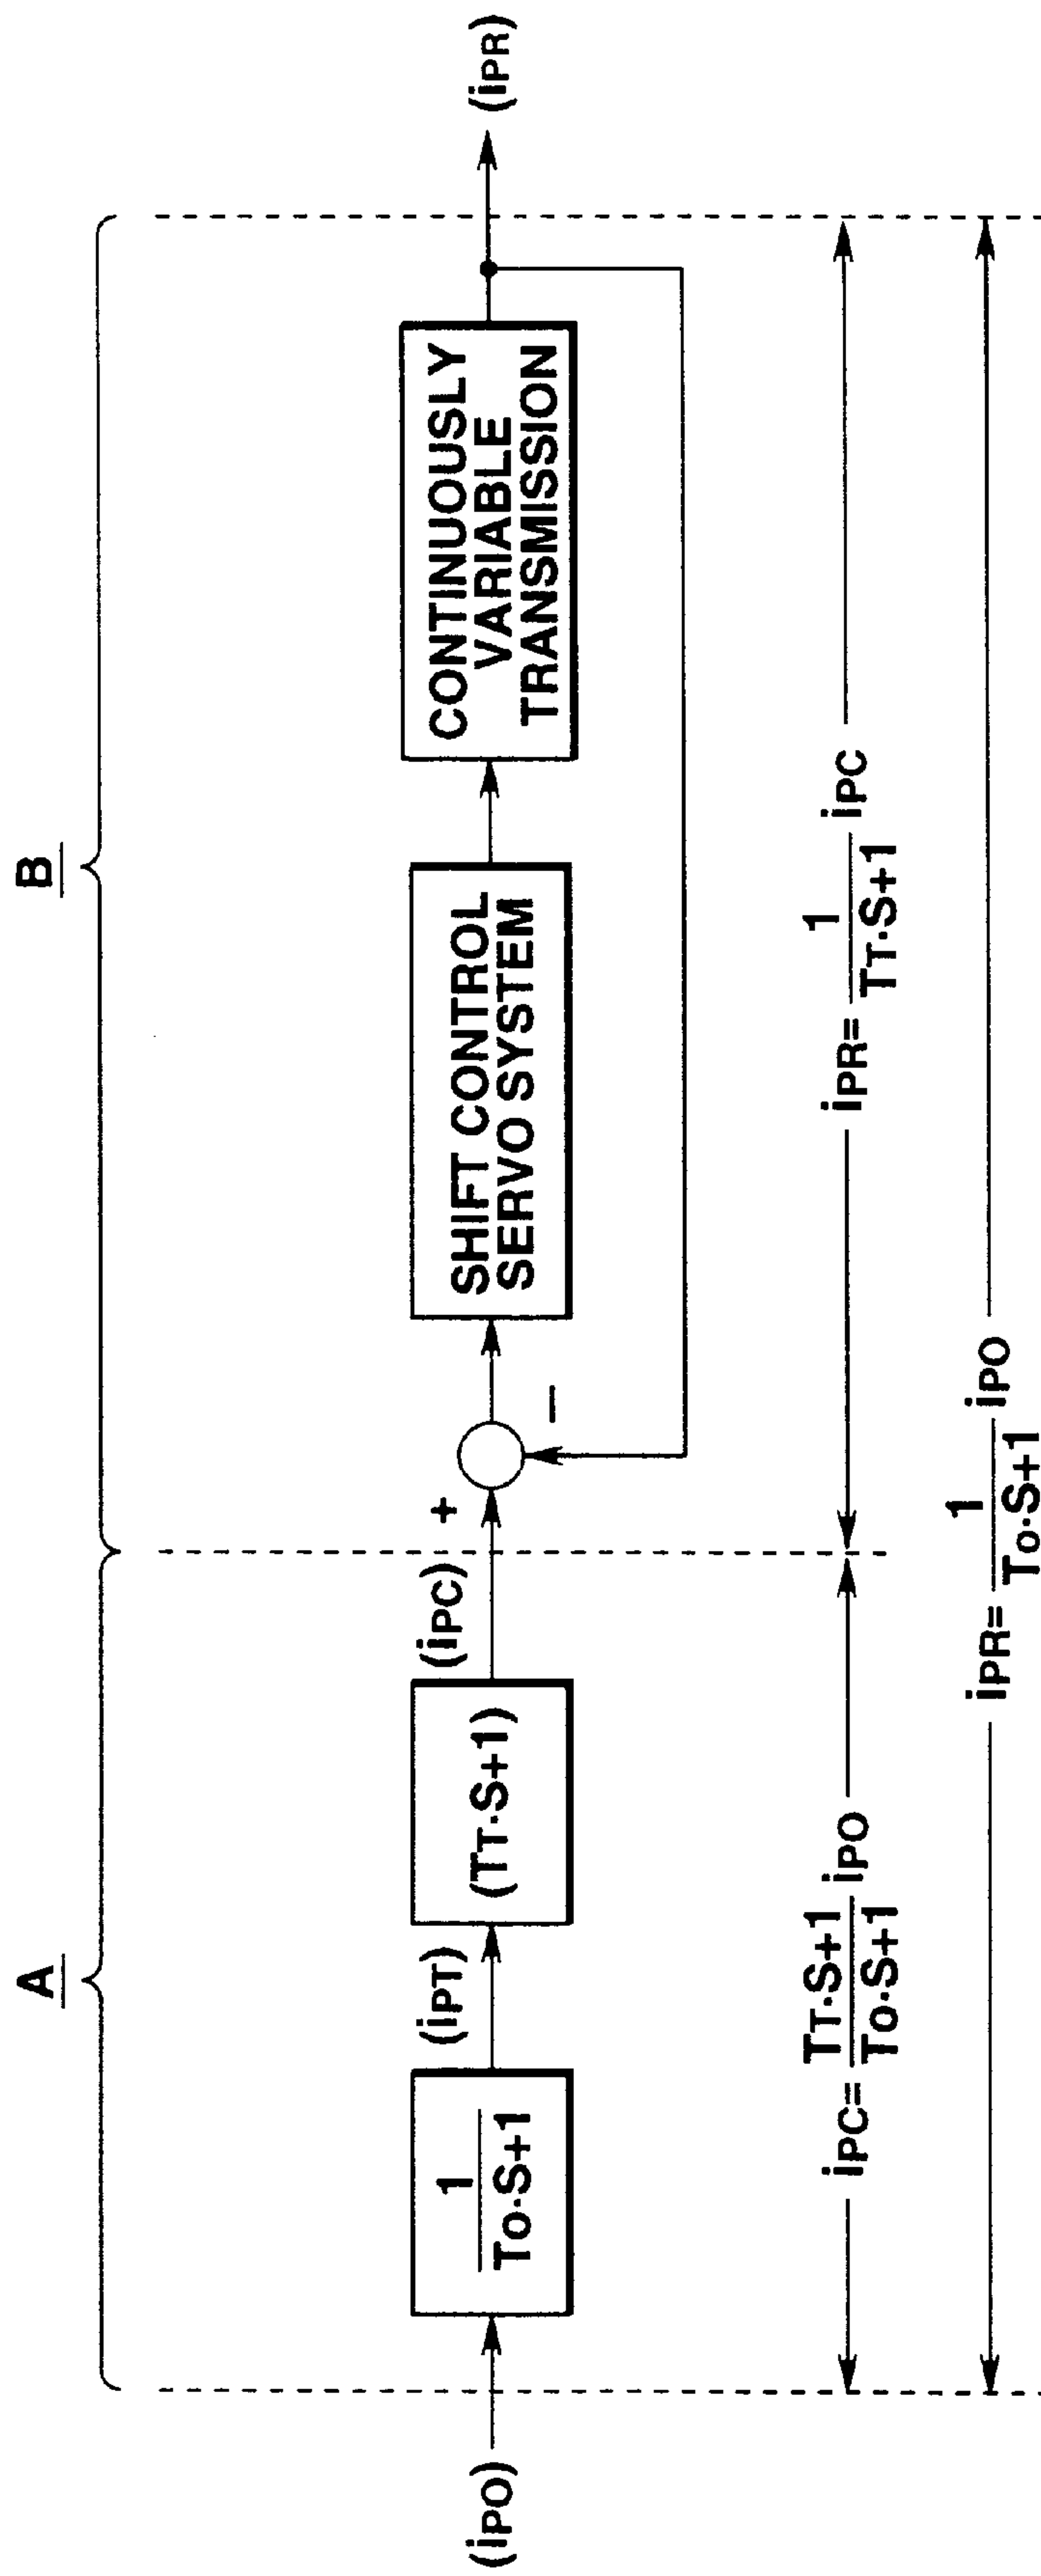 A
B
(iPO)
1
TO·S+1
(iPT)
(TT·S+1)
(iPC)
+
−
SHIFT CONTROL
SERVO SYSTEM
CONTINUOUSLY
VARIABLE
TRANSMISSION
(iPR)
iPC= TT·S+1 / TO·S+1 iPO
iPR= 1 / TT·S+1 iPC
iPR= 1 / TO·S+1 iPO